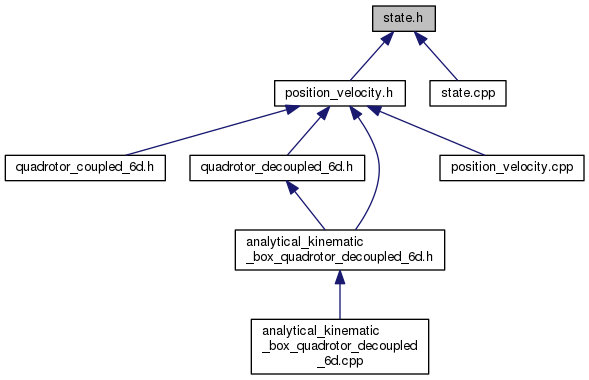 state.h
position_velocity.h
state.cpp
quadrotor_coupled_6d.h
quadrotor_decoupled_6d.h
position_velocity.cpp
analytical_kinematic
_box_quadrotor_decoupled_6d.h
analytical_kinematic
_box_quadrotor_decoupled
_6d.cpp